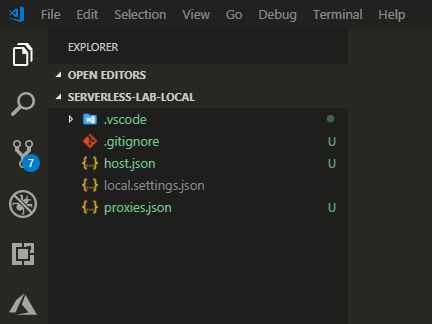 File Edit Selection View Go Debug Terminal Help
EXPLORER
OPEN EDITORS
SERVERLESS-LAB-LOCAL
.vscode
.gitignore U
host.json U
local.settings.json
proxies.json U
7